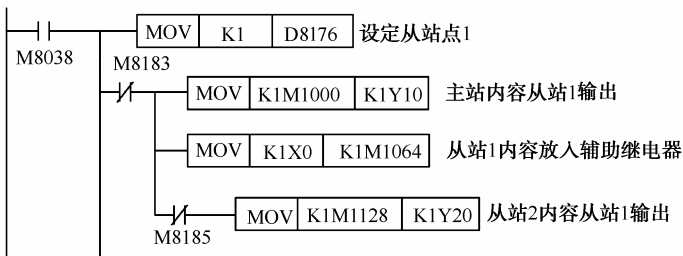 MOV K1 D8176 设定从站点1
M8038
M8183
MOV K1M1000 K1Y10 主站内容从站1输出
MOV K1X0 K1M1064 从站1内容放入辅助继电器
MOV K1M1128 K1Y20 从站2内容从站1输出
M8185